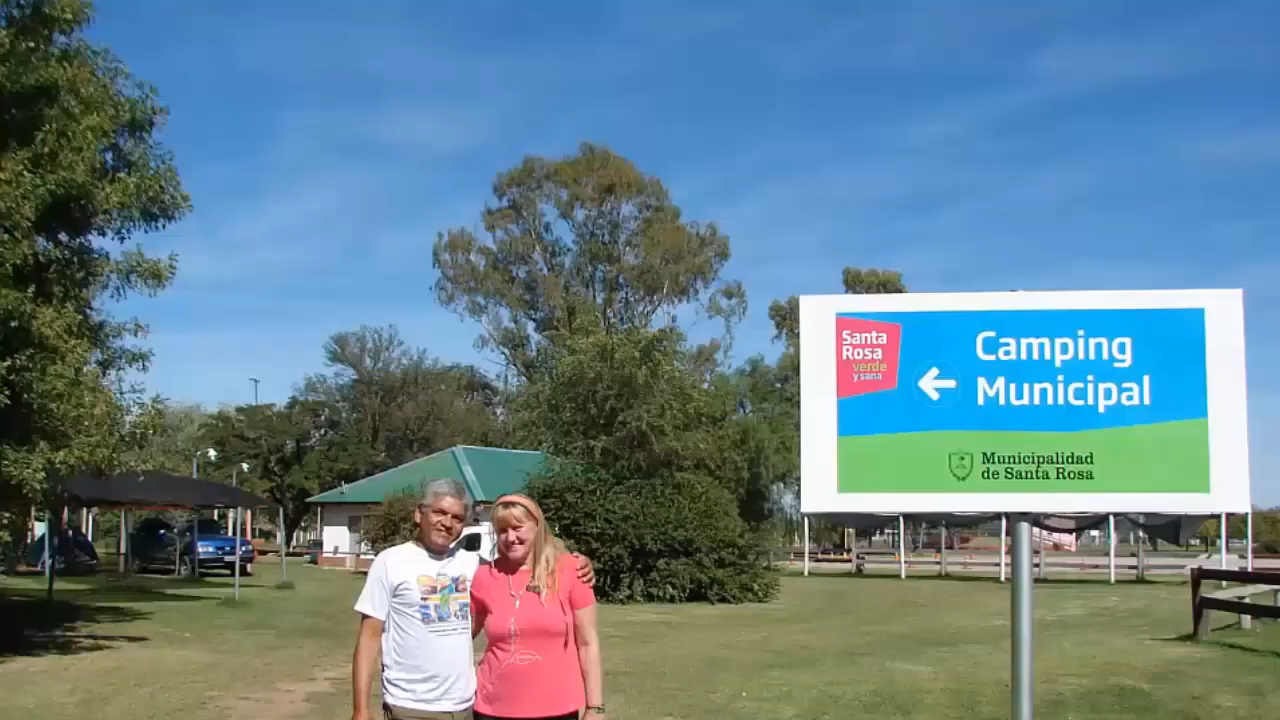 Santa
Rosa
verde
y sana
Camping
Municipal
Municipalidad
de Santa Rosa